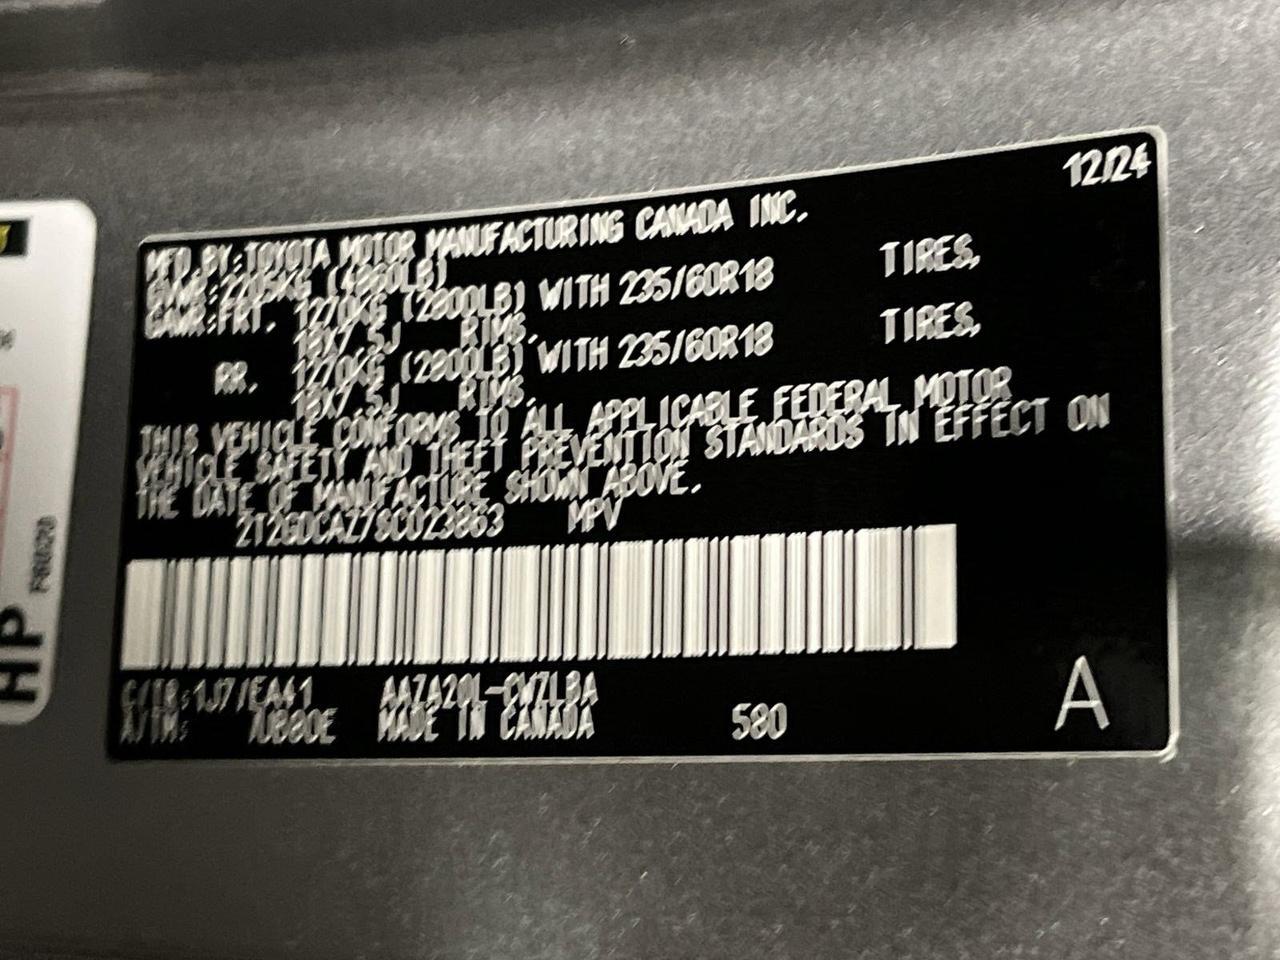 12/24
MFD.BY:TOYOTA MOTOR MANUFACTURING CANADA INC.
GVWR:2205KG (4860LB)
GAWR:FRT. 1270KG (2800LB) WITH 235/60R18 TIRES,
18X7.5J RIMS.
RR. 1270KG (2800LB) WITH 235/60R18 TIRES,
18X7.5J RIMS.
THIS VEHICLE CONFORMS TO ALL APPLICABLE FEDERAL MOTOR
VEHICLE SAFETY AND THEFT PREVENTION STANDARDS IN EFFECT ON
THE DATE OF MANUFACTURE SHOWN ABOVE.
2T2GDCAZ7SC023863 MPV
C/TR:1J7/EA41 AAZA20L-CWZLBA
A/TM: MADE IN CANADA 580
A
HP